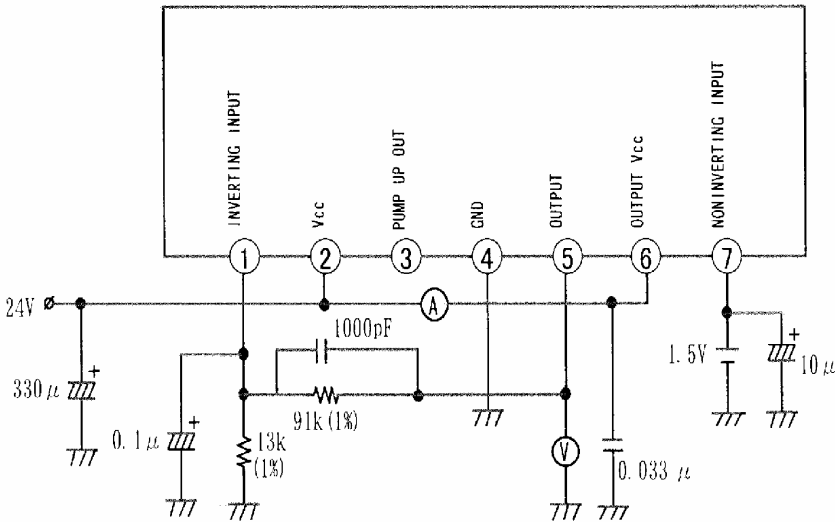 INVERTING INPUT
Vcc
PUMP UP OUT
GND
OUTPUT
OUTPUT Vcc
NONINVERTING INPUT
1
2
3
4
5
6
7
24V
A
1000pF
330μ
+
0.1μ
+
91k(1%)
13k
(1%)
V
0.033 μ
1.5V
+
10μ